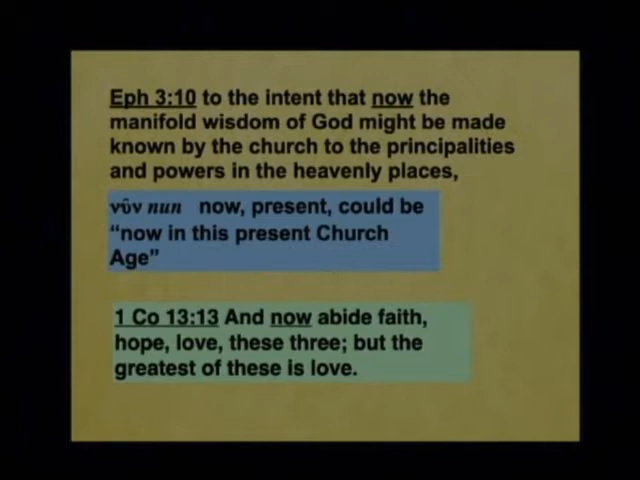 Eph 3:10 to the intent that now the
manifold wisdom of God might be made
known by the church to the principalities
and powers in the heavenly places,
νῦν nun now, present, could be
“now in this present Church
Age”
1 Co 13:13 And now abide faith,
hope, love, these three; but the
greatest of these is love.